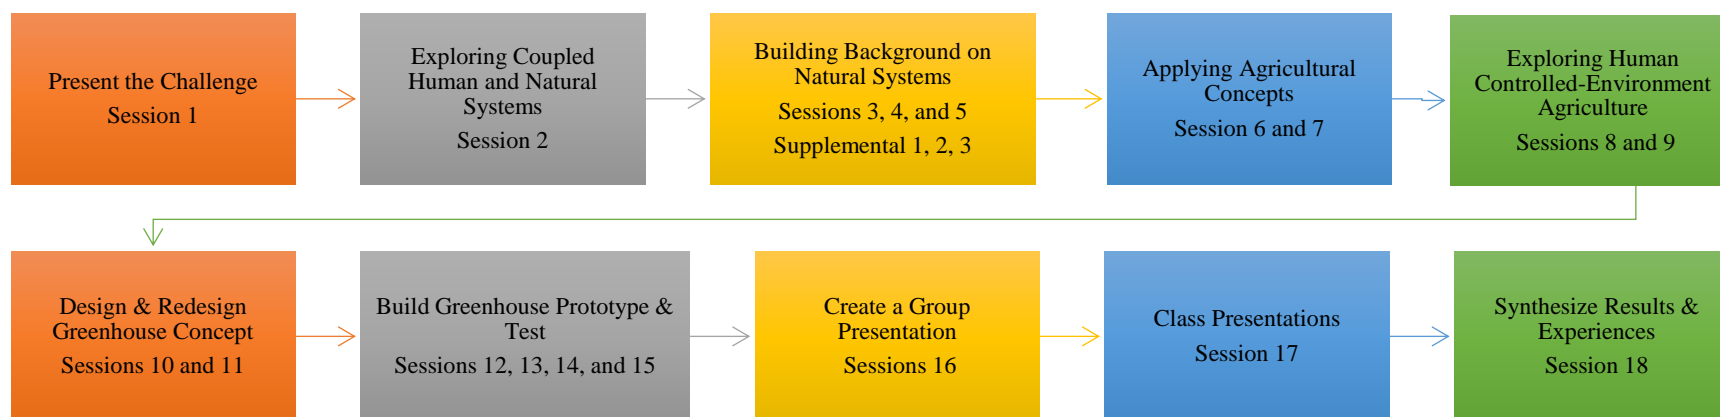 Present the Challenge
Session 1
Exploring Coupled
Human and Natural
Systems
Session 2
Building Background on
Natural Systems
Sessions 3, 4, and 5
Supplemental 1, 2, 3
Applying Agricultural
Concepts
Session 6 and 7
Exploring Human
Controlled-Environment
Agriculture
Sessions 8 and 9
Design & Redesign
Greenhouse Concept
Sessions 10 and 11
Build Greenhouse Prototype &
Test
Sessions 12, 13, 14, and 15
Create a Group
Presentation
Sessions 16
Class Presentations
Session 17
Synthesize Results &
Experiences
Session 18